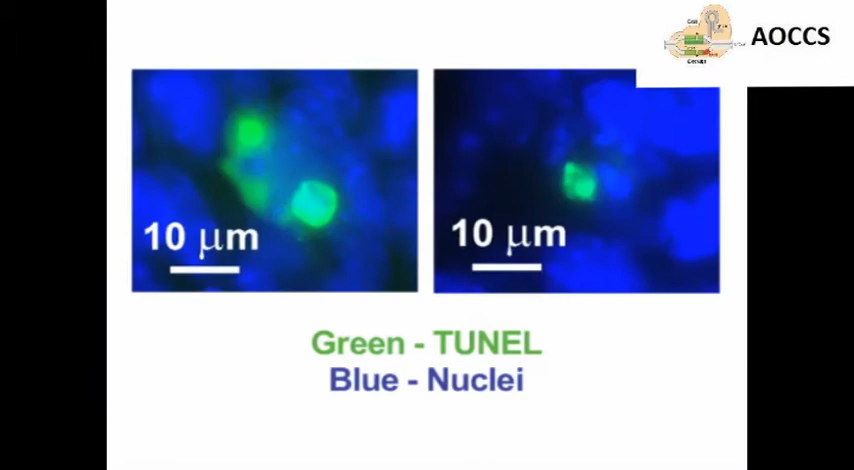 AOCCS
10 μm
10 μm
Green - TUNEL
Blue - Nuclei